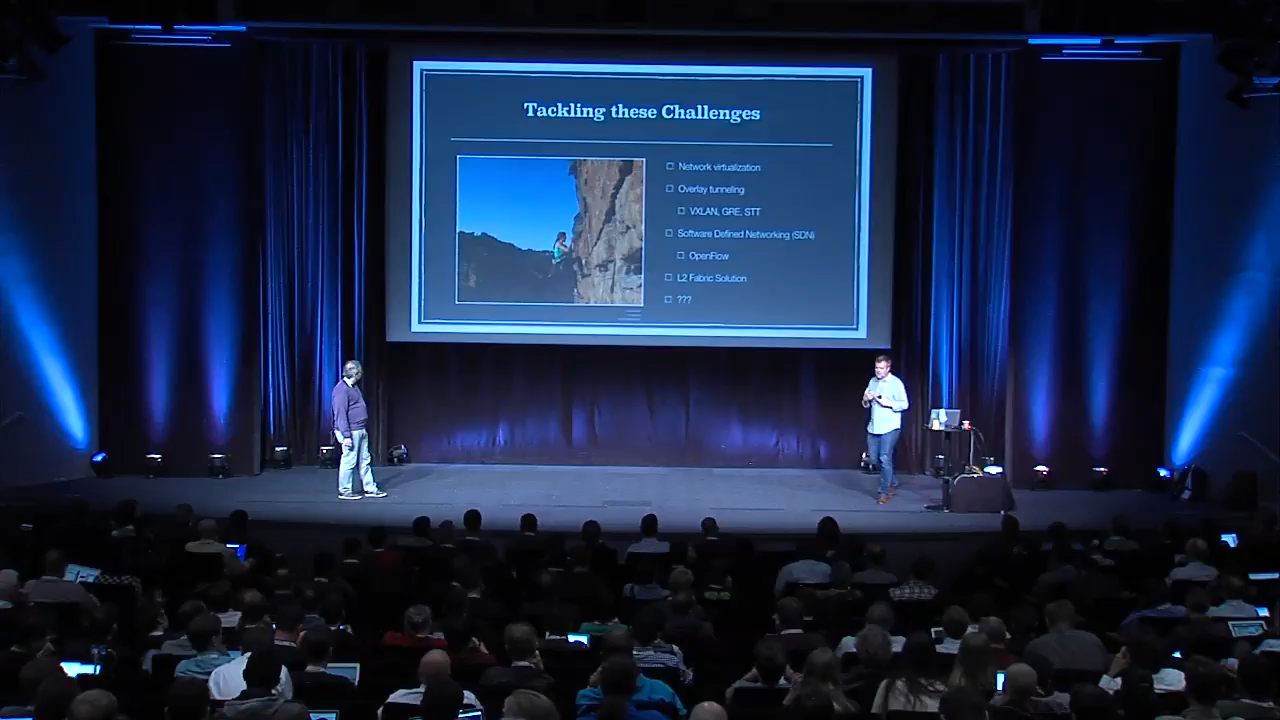 Tackling these Challenges
Network virtualization
Overlay tunneling
VXLAN, GRE, STT
Software Defined Networking (SDN)
OpenFlow
L2 Fabric Solution
???